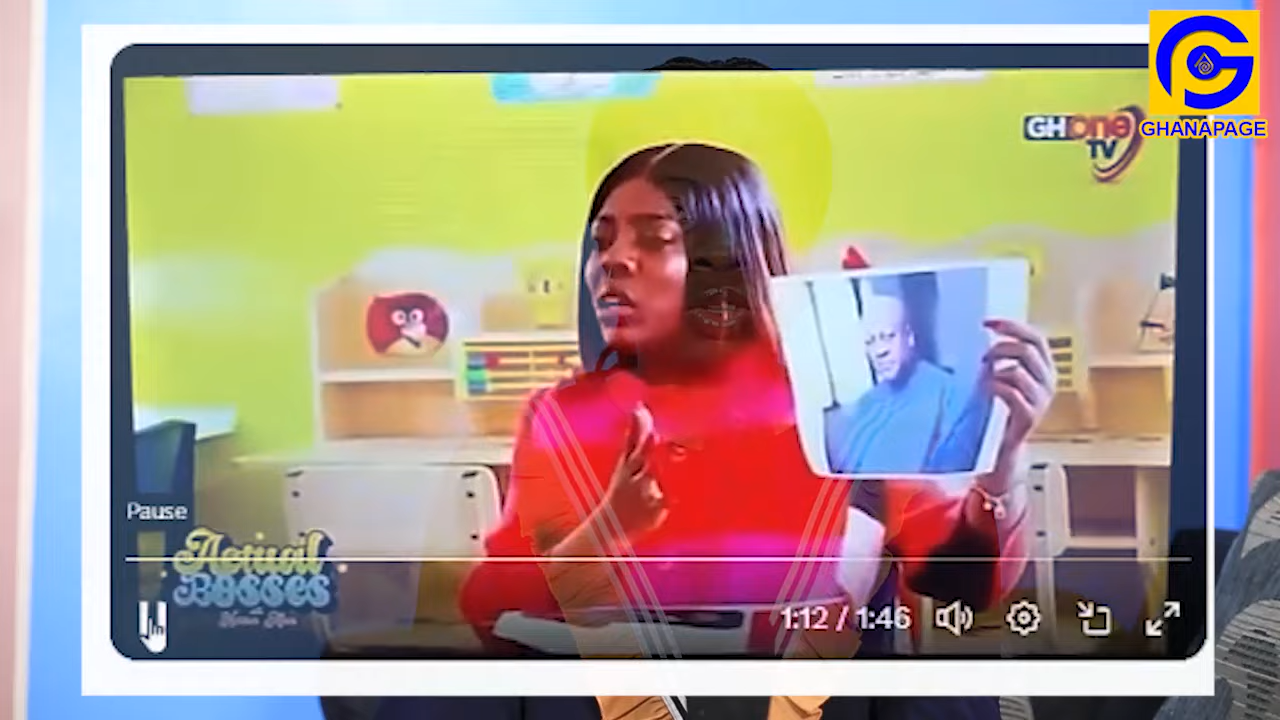 GHANAPAGE
GHone
TV
Pause
Actual
Bosses
1:12 / 1:46